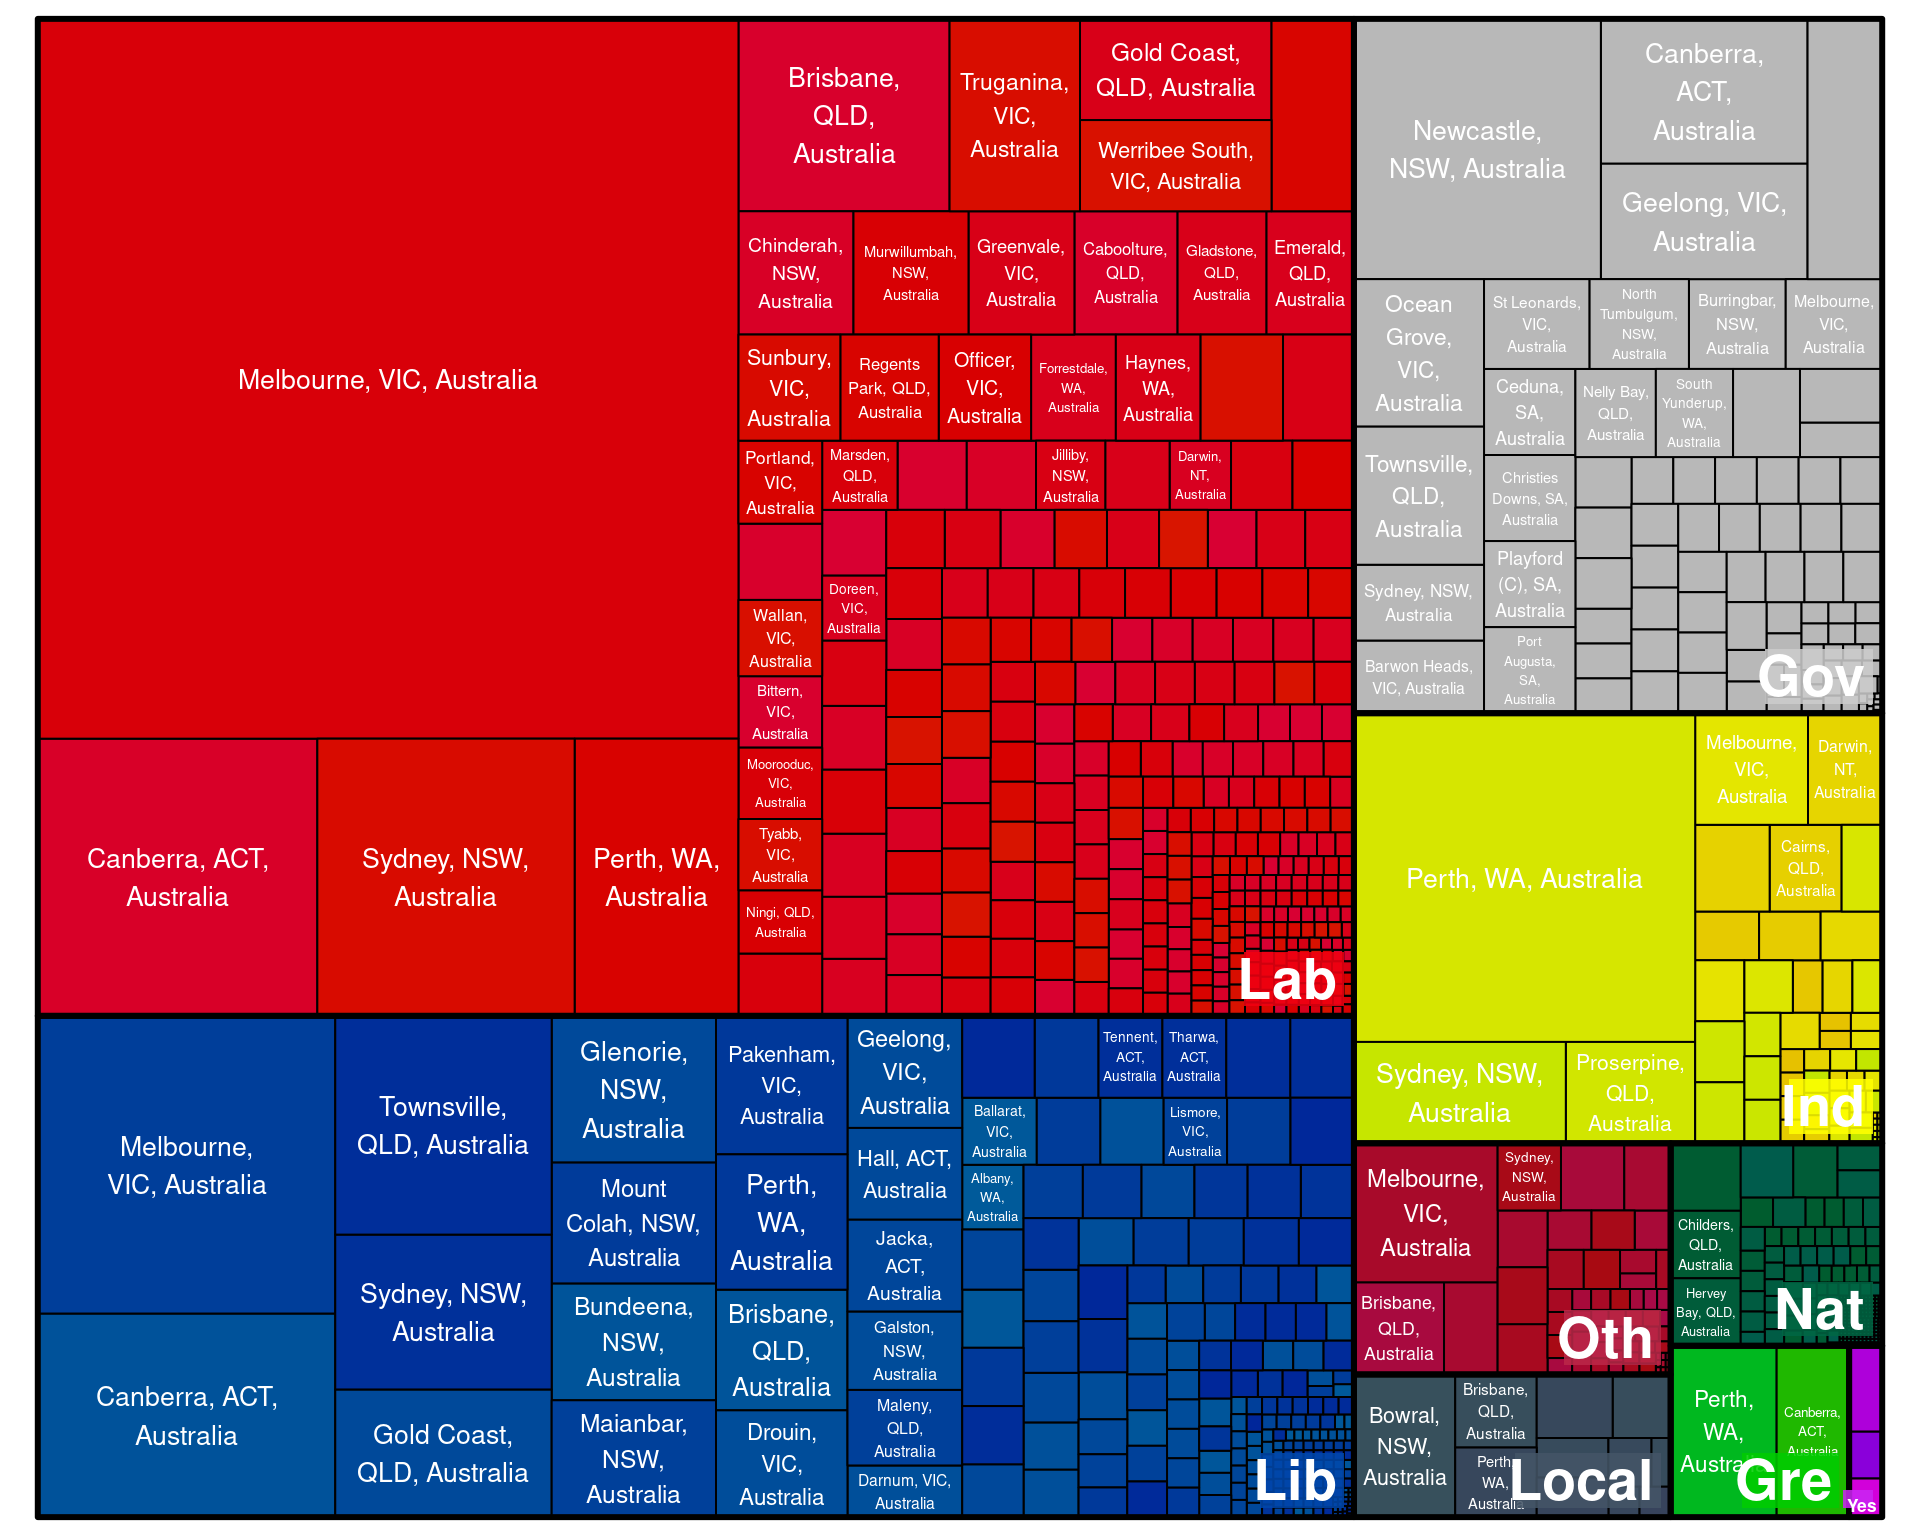 Melbourne, VIC, Australia
Canberra, ACT,
Australia
Sydney, NSW,
Australia
Perth, WA,
Australia
Brisbane,
QLD,
Australia
Truganina,
VIC,
Australia
Gold Coast,
QLD, Australia
Werribee South,
VIC, Australia
Chinderah,
NSW,
Australia
Murwillumbah,
NSW,
Australia
Greenvale,
VIC,
Australia
Caboolture,
QLD,
Australia
Gladstone,
QLD,
Australia
Emerald,
QLD,
Australia
Sunbury,
VIC,
Australia
Regents
Park, QLD,
Australia
Officer,
VIC,
Australia
Forrestdale,
WA,
Australia
Haynes,
WA,
Australia
Portland,
VIC,
Australia
Marsden,
QLD,
Australia
Jilliby,
NSW,
Australia
Darwin,
NT,
Australia
Doreen,
VIC,
Australia
Wallan,
VIC,
Australia
Bittern,
VIC,
Australia
Moorooduc,
VIC,
Australia
Tyabb,
VIC,
Australia
Ningi, QLD,
Australia
Lab
Newcastle,
NSW, Australia
Canberra,
ACT,
Australia
Geelong, VIC,
Australia
Ocean
Grove,
VIC,
Australia
St Leonards,
VIC,
Australia
North
Tumbulgum,
NSW,
Australia
Burringbar,
NSW,
Australia
Melbourne,
VIC,
Australia
Ceduna,
SA,
Australia
Nelly Bay,
QLD,
Australia
South
Yunderup,
WA,
Australia
Townsville,
QLD,
Australia
Christies
Downs, SA,
Australia
Playford
(C), SA,
Australia
Sydney, NSW,
Australia
Barwon Heads,
VIC, Australia
Port
Augusta,
SA,
Australia
Gov
Perth, WA, Australia
Melbourne,
VIC,
Australia
Darwin,
NT,
Australia
Cairns,
QLD,
Australia
Sydney, NSW,
Australia
Proserpine,
QLD,
Australia
Ind
Melbourne,
VIC, Australia
Canberra, ACT,
Australia
Townsville,
QLD, Australia
Sydney, NSW,
Australia
Gold Coast,
QLD, Australia
Glenorie,
NSW,
Australia
Mount
Colah, NSW,
Australia
Bundeena,
NSW,
Australia
Maianbar,
NSW,
Australia
Pakenham,
VIC,
Australia
Perth,
WA,
Australia
Brisbane,
QLD,
Australia
Drouin,
VIC,
Australia
Geelong,
VIC,
Australia
Hall, ACT,
Australia
Jacka,
ACT,
Australia
Galston,
NSW,
Australia
Maleny,
QLD,
Australia
Darnum, VIC,
Australia
Tennent,
ACT,
Australia
Tharwa,
ACT,
Australia
Ballarat,
VIC,
Australia
Lismore,
VIC,
Australia
Albany,
WA,
Australia
Lib
Melbourne,
VIC,
Australia
Sydney,
NSW,
Australia
Brisbane,
QLD,
Australia
Oth
Childers,
QLD,
Australia
Hervey
Bay, QLD,
Australia
Nat
Bowral,
NSW,
Australia
Brisbane,
QLD,
Australia
Perth,
WA,
Australia
Local
Perth,
WA,
Australia
Canberra,
ACT,
Australia
Gre
Yes